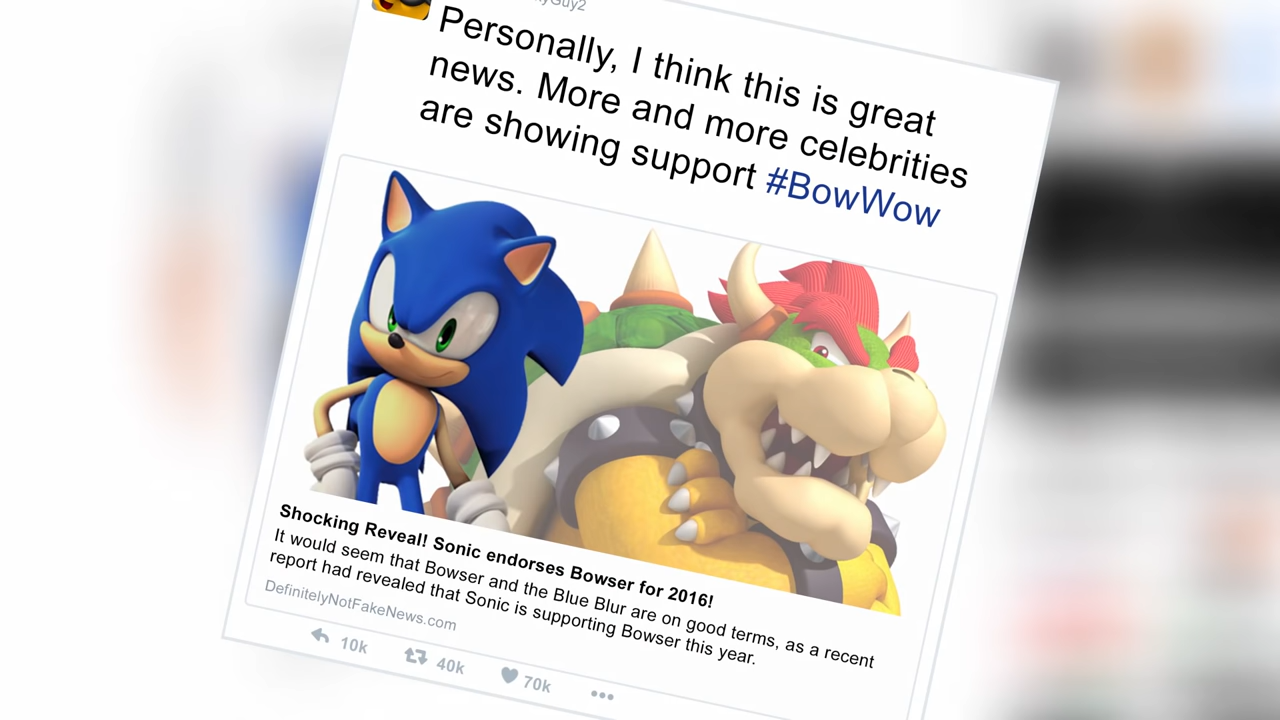 Personally, I think this is great
news. More and more celebrities
are showing support #BowWow
Shocking Reveal! Sonic endorses Bowser for 2016!
It would seem that Bowser and the Blue Blur are on good terms, as a recent
report had revealed that Sonic is supporting Bowser this year.
DefinitelyNotFakeNews.com
10k 40k 70k